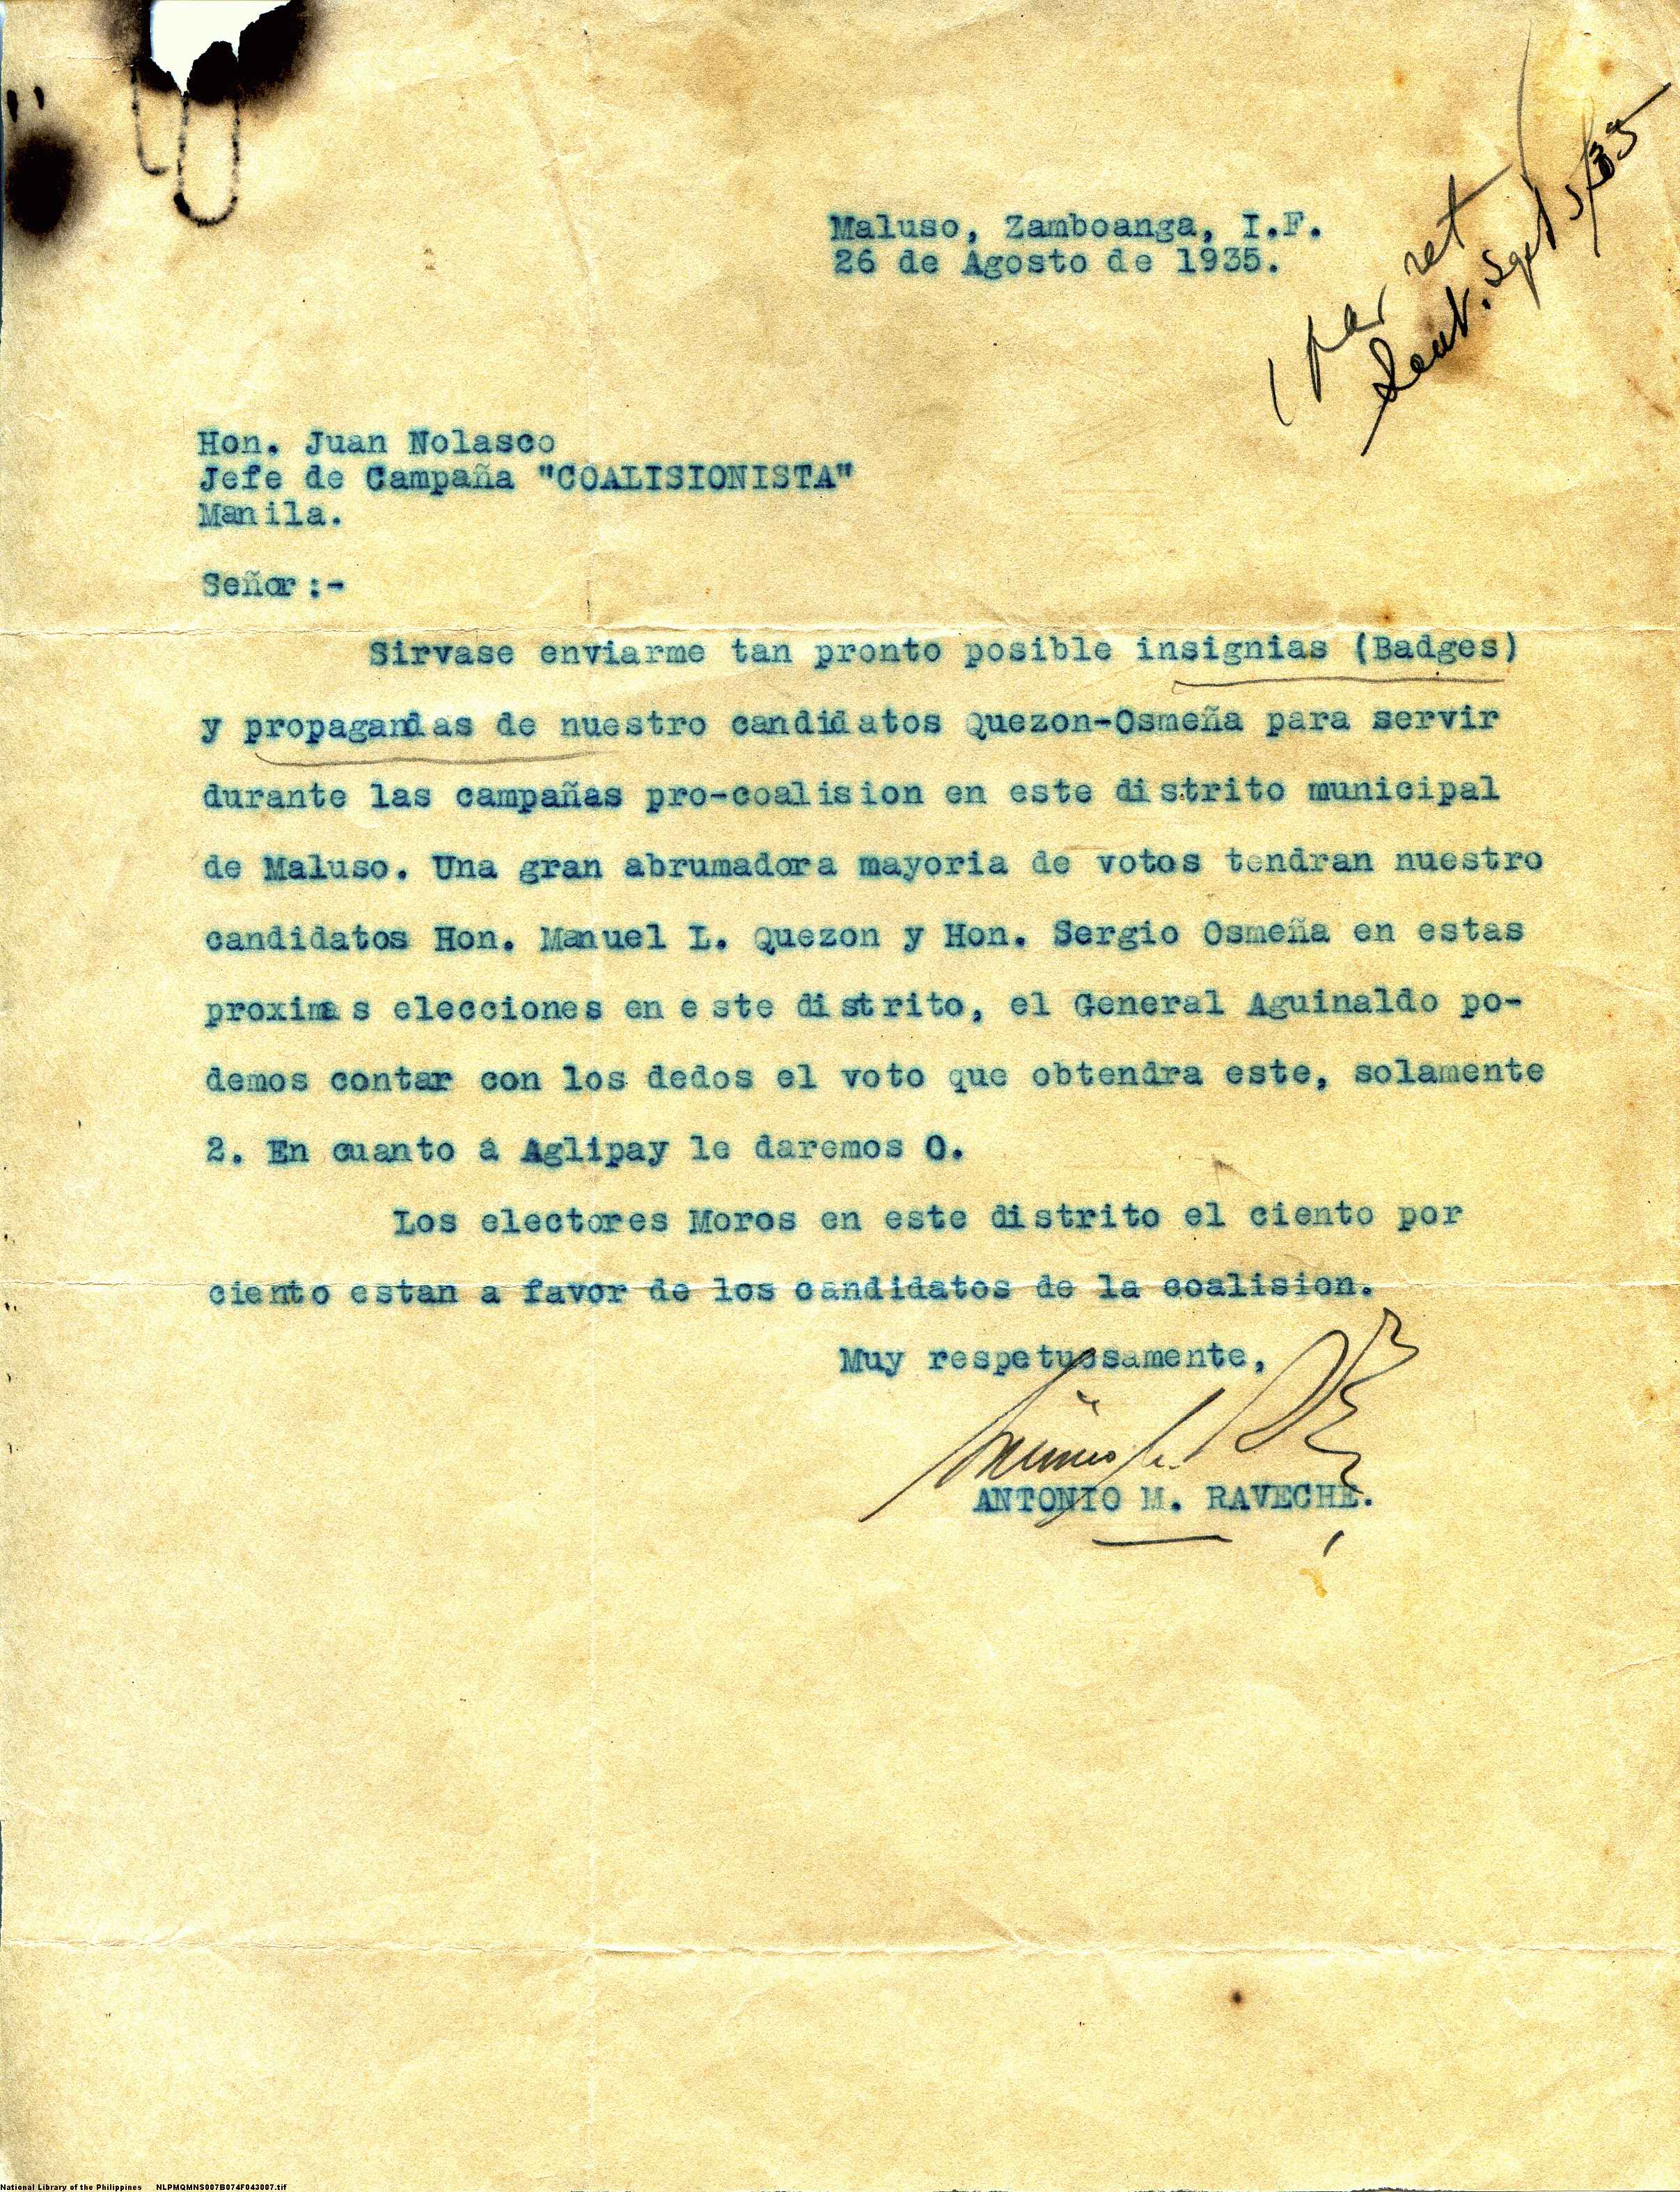 Maluso, Zamboanga, I.F.
26 de Agosto de 1935.
Hon. Juan Nolasco
Jefe de Campaña "COALISIONISTA"
Manila.
Señor:-
Sirvase enviarme tan pronto posible insignias (Badges)
y propagandas de nuestro candidatos Quezon-Osmeña para servir
durante las campañas pro-coalision en este distrito municipal
de Maluso. Una gran abrumadora mayoria de votos tendran nuestro
candidatos Hon. Manuel L. Quezon y Hon. Sergio Osmeña en estas
proximas elecciones en este distrito, el General Aguinaldo po-
demos contar con los dedos el voto que obtendra este, solamente
2. En cuanto á Aglipay le daremos 0.
Los electores Moros en este distrito el ciento por
ciento estan a favor de los candidatos de la coalision.
Muy respetuosamente,
ANTONIO M. RAVECHE.
National Library of the Philippines NLPMQMNS007B074F043007.tif